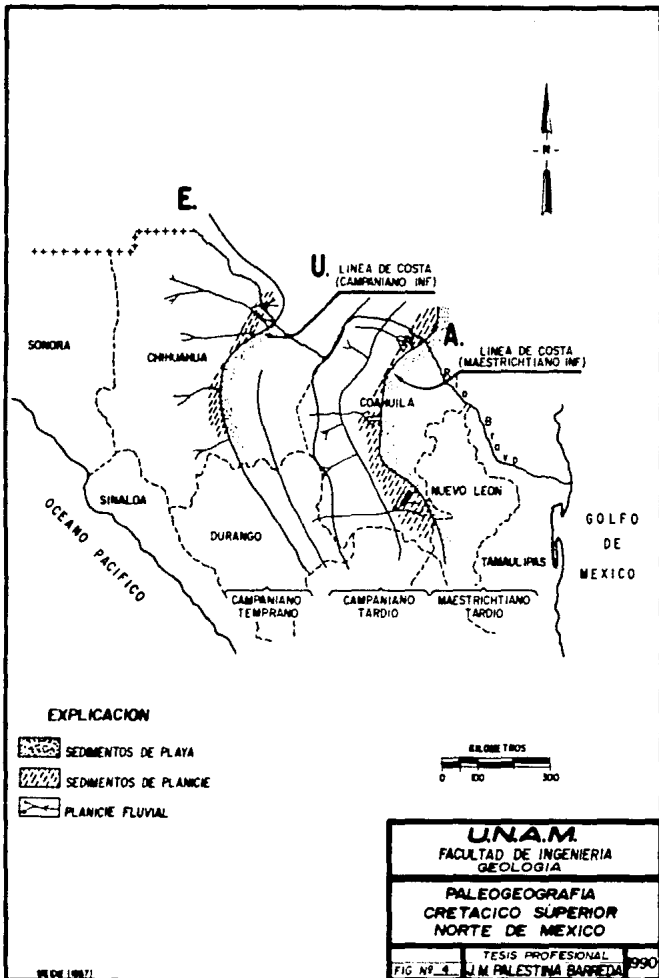 N
E.
U.
LINEA DE COSTA
(CAMPANIANO INF)
A.
LINEA DE COSTA
(MAESTRICHTIANO INF)
SONORA
CHIHUAHUA
COAHUILA
Rio Bravo
SINALOA
DURANGO
NUEVO LEON
TAMAULIPAS
OCEANO PACIFICO
GOLFO
DE
MEXICO
CAMPANIANO
TEMPRANO
CAMPANIANO
TARDIO
MAESTRICHTIANO
TARDIO
EXPLICACION
SEDIMENTOS DE PLAYA
SEDIMENTOS DE PLANICIE
PLANICIE FLUVIAL
KILOMETROS
0 100 300
U.N.A.M.
FACULTAD DE INGENIERIA
GEOLOGIA
PALEOGEOGRAFIA
CRETACICO SUPERIOR
NORTE DE MEXICO
TESIS PROFESIONAL
FIG Nº 4 J.M. PALESTINA BARREDA 1990